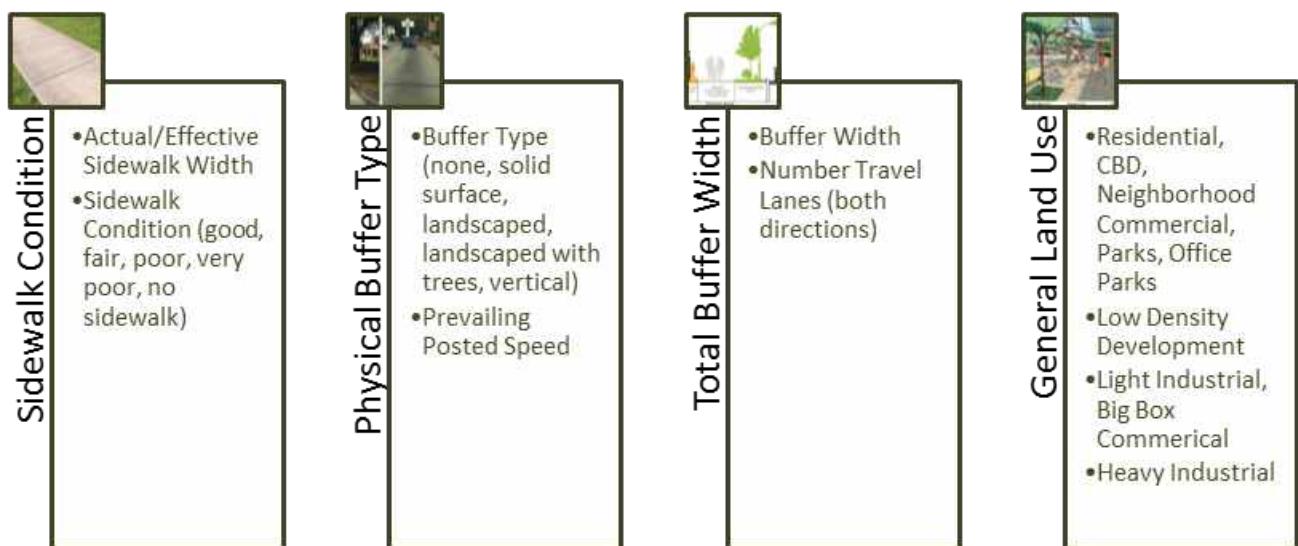 Sidewalk Condition
•Actual/Effective
Sidewalk Width
•Sidewalk
Condition (good,
fair, poor, very
poor, no
sidewalk)
Physical Buffer Type
•Buffer Type
(none, solid
surface,
landscaped,
landscaped with
trees, vertical)
•Prevailing
Posted Speed
Total Buffer Width
•Buffer Width
•Number Travel
Lanes (both
directions)
General Land Use
•Residential,
CBD,
Neighborhood
Commercial,
Parks, Office
Parks
•Low Density
Development
•Light Industrial,
Big Box
Commerical
•Heavy Industrial